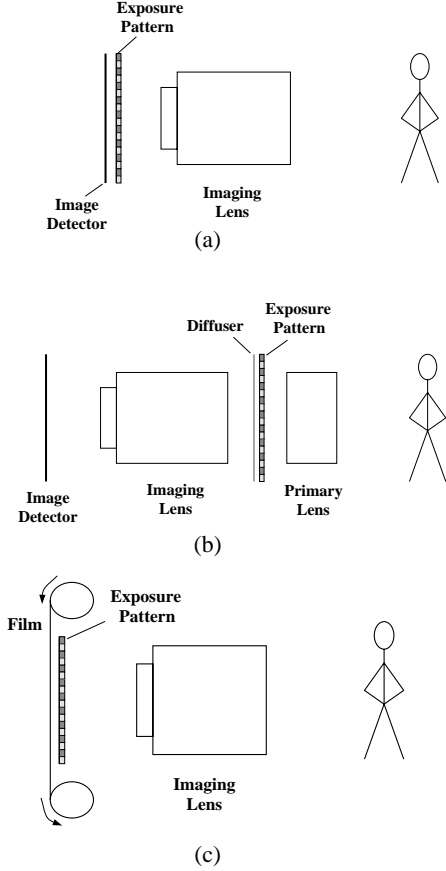 Exposure
Pattern
Image
Detector
Imaging
Lens
(a)
Diffuser
Exposure
Pattern
Image
Detector
Imaging
Lens
Primary
Lens
(b)
Film
Exposure
Pattern
Imaging
Lens
(c)